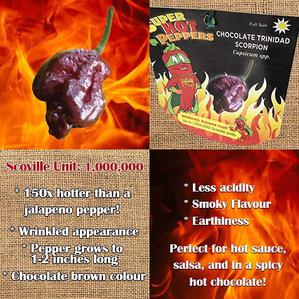 SUPER
HOT
PEPPERS
Full Sun
CHOCOLATE TRINIDAD
SCORPION
Capsicum spp.
Scoville Unit: 1,000,000
* 150x hotter than a
jalapeno pepper!
* Wrinkled appearance
* Pepper grows to
1-2 inches long
* Chocolate brown colour
* Less acidity
* Smoky Flavour
* Earthiness
Perfect for hot sauce,
salsa, and in a spicy
hot chocolate!